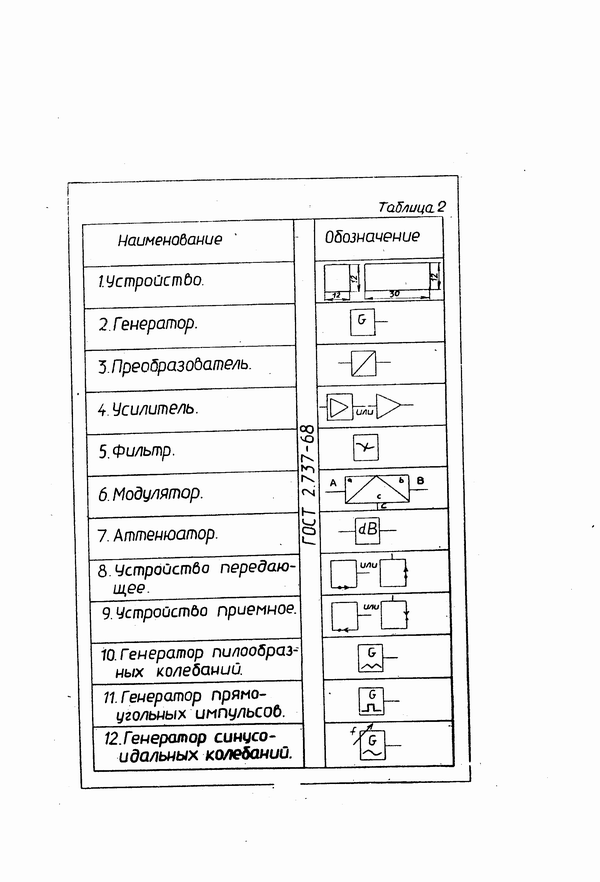 Таблица 2
Наименование
Обозначение
ГОСТ 2.737-68
1.Устройство.
12 12 30 12
2. Генератор.
G
3. Преобразователь.
4. Усилитель.
или
5. Фильтр.
6. Модулятор.
A a b B
c
C
7. Аттенюатор.
dB
8. Устройство передаю-
щее.
или
9. Устройство приемное.
или
10. Генератор пилообраз-
ных колебаний.
G
11. Генератор прямо-
угольных импульсов.
G
12. Генератор синусо-
идальных колебаний.
f G